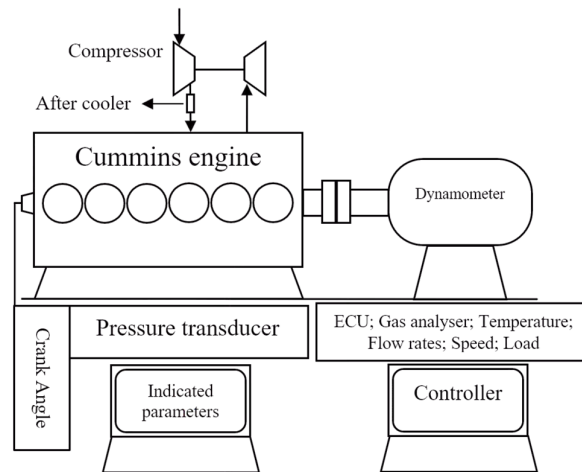 Compressor
After cooler
Cummins engine
Dynamometer
Crank Angle
Pressure transducer
ECU; Gas analyser; Temperature;
Flow rates; Speed; Load
Indicated
parameters
Controller